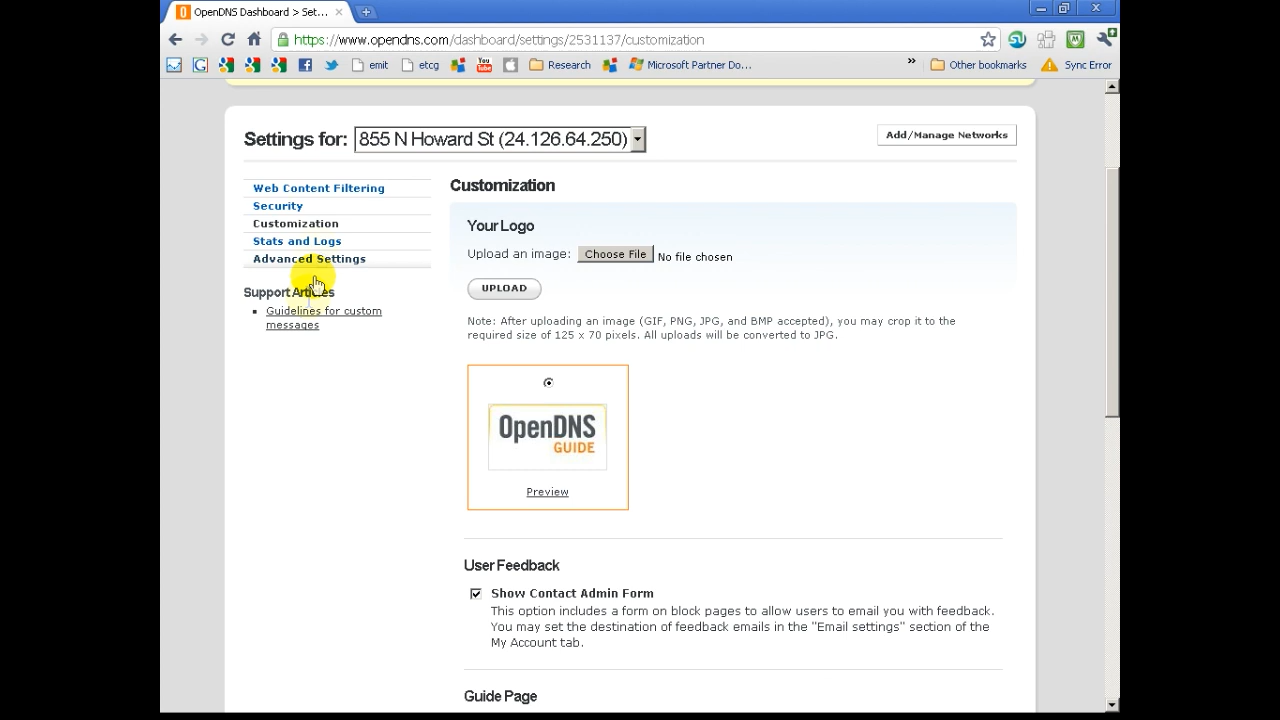 OpenDNS Dashboard > Set...
https://www.opendns.com/dashboard/settings/2531137/customization
emit
etcg
You Tube
Research
Microsoft Partner Do...
»
Other bookmarks
Sync Error
Settings for: 855 N Howard St (24.126.64.250)
Add/Manage Networks
Web Content Filtering
Security
Customization
Stats and Logs
Advanced Settings
Support Articles
Guidelines for custom
messages
Customization
Your Logo
Upload an image: Choose File No file chosen
UPLOAD
Note: After uploading an image (GIF, PNG, JPG, and BMP accepted), you may crop it to the
required size of 125 x 70 pixels. All uploads will be converted to JPG.
OpenDNS
GUIDE
Preview
User Feedback
Show Contact Admin Form
This option includes a form on block pages to allow users to email you with feedback.
You may set the destination of feedback emails in the "Email settings" section of the
My Account tab.
Guide Page